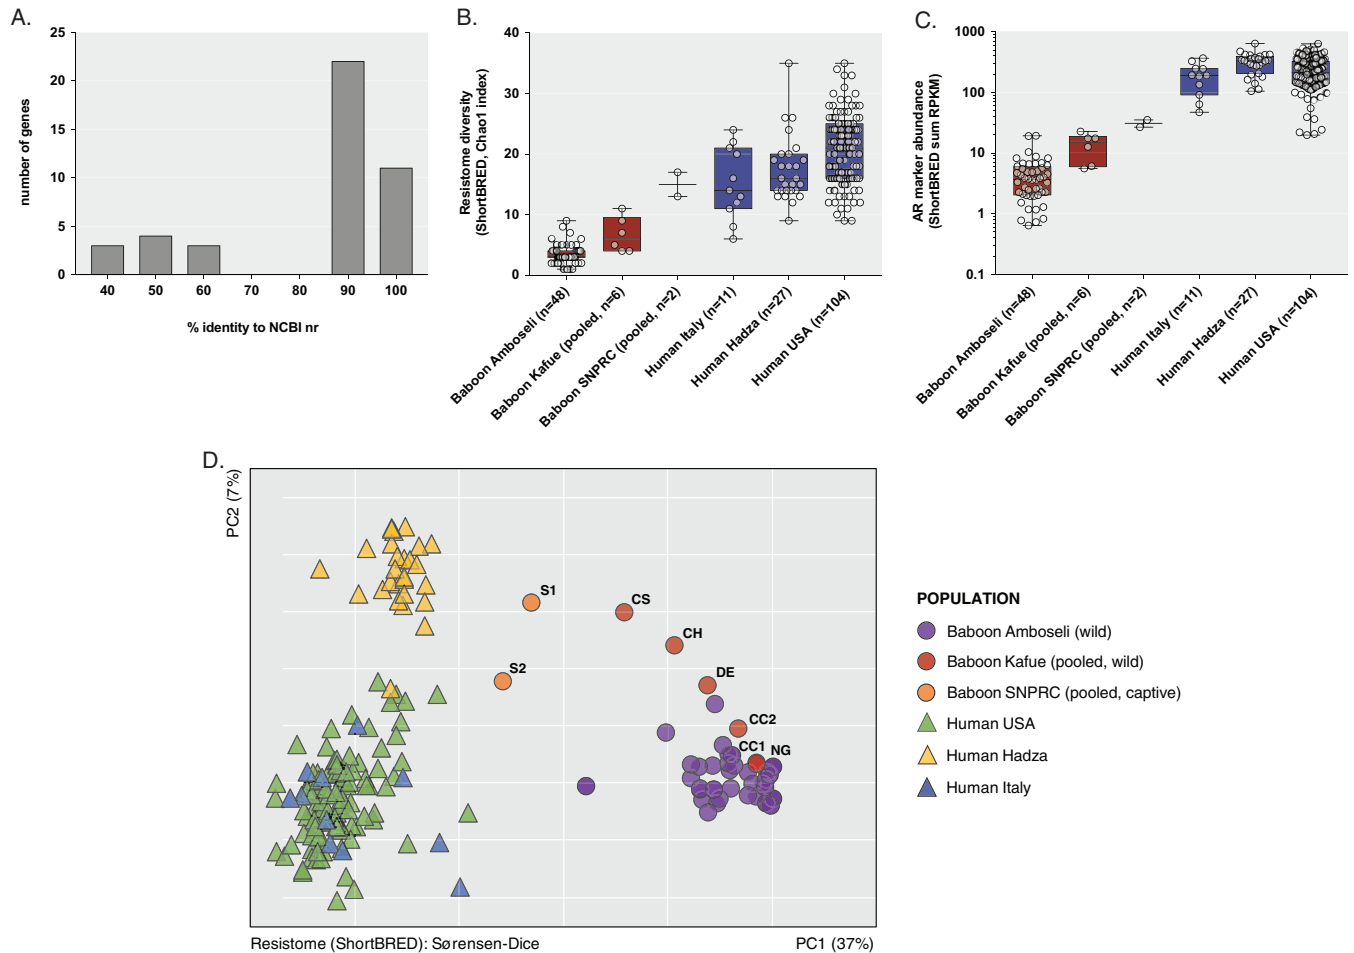 A.
25
20
15
10
5
0
number of genes
40 50 60 70 80 90 100
% identity to NCBI nr
B.
40
30
20
10
0
Resistome diversity
(ShortBRED, Chao1 index)
Baboon Amboseli (n=48)
Baboon Kafue (pooled, n=6)
Baboon SNPRC (pooled, n=2)
Human Italy (n=11)
Human Hadza (n=27)
Human USA (n=104)
C.
1000
100
10
1
0.1
AR marker abundance
(ShortBRED sum RPKM)
Baboon Amboseli (n=48)
Baboon Kafue (pooled, n=6)
Baboon SNPRC (pooled, n=2)
Human Italy (n=11)
Human Hadza (n=27)
Human USA (n=104)
D.
PC2 (7%)
S1
CS
CH
S2
DE
CC2
CC1 NG
Resistome (ShortBRED): Sørensen-Dice
PC1 (37%)
POPULATION
Baboon Amboseli (wild)
Baboon Kafue (pooled, wild)
Baboon SNPRC (pooled, captive)
Human USA
Human Hadza
Human Italy